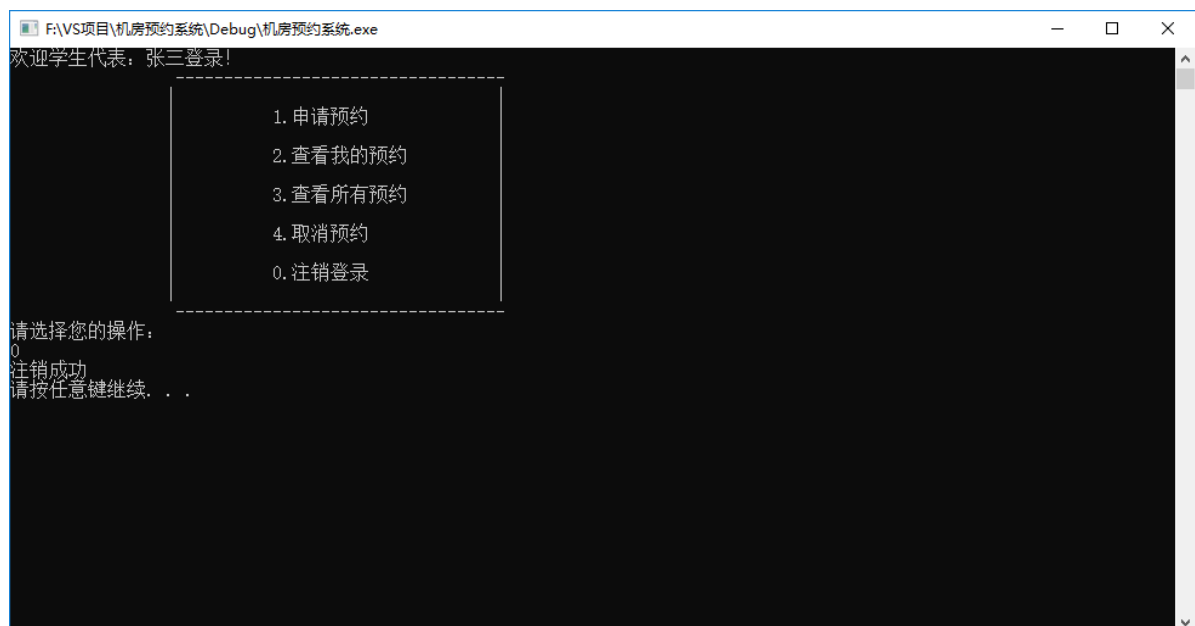 F:\VS项目\机房预约系统\Debug\机房预约系统.exe
欢迎学生代表：张三登录！
----------------------------------
1.申请预约
2.查看我的预约
3.查看所有预约
4.取消预约
0.注销登录
----------------------------------
请选择您的操作：
0
注销成功
请按任意键继续. . .